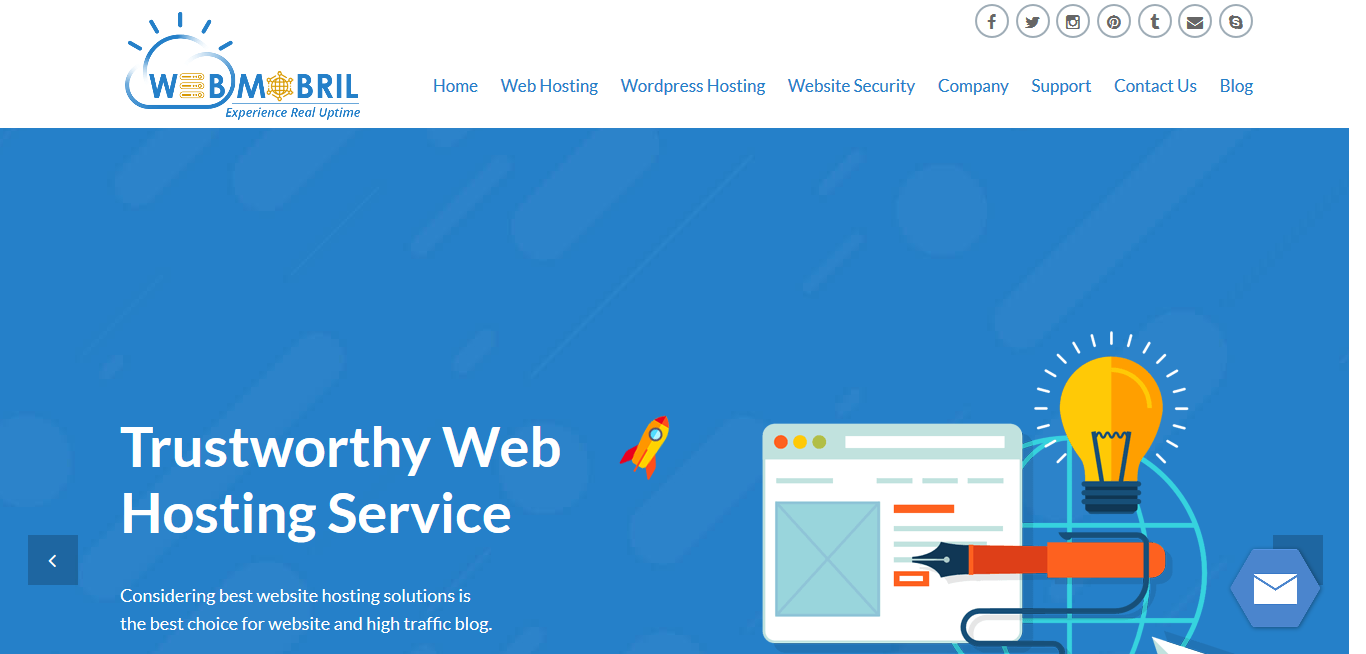 WEBMOBRIL
Experience Real Uptime
Home Web Hosting Wordpress Hosting Website Security Company Support Contact Us Blog
Trustworthy Web
Hosting Service
Considering best website hosting solutions is
the best choice for website and high traffic blog.